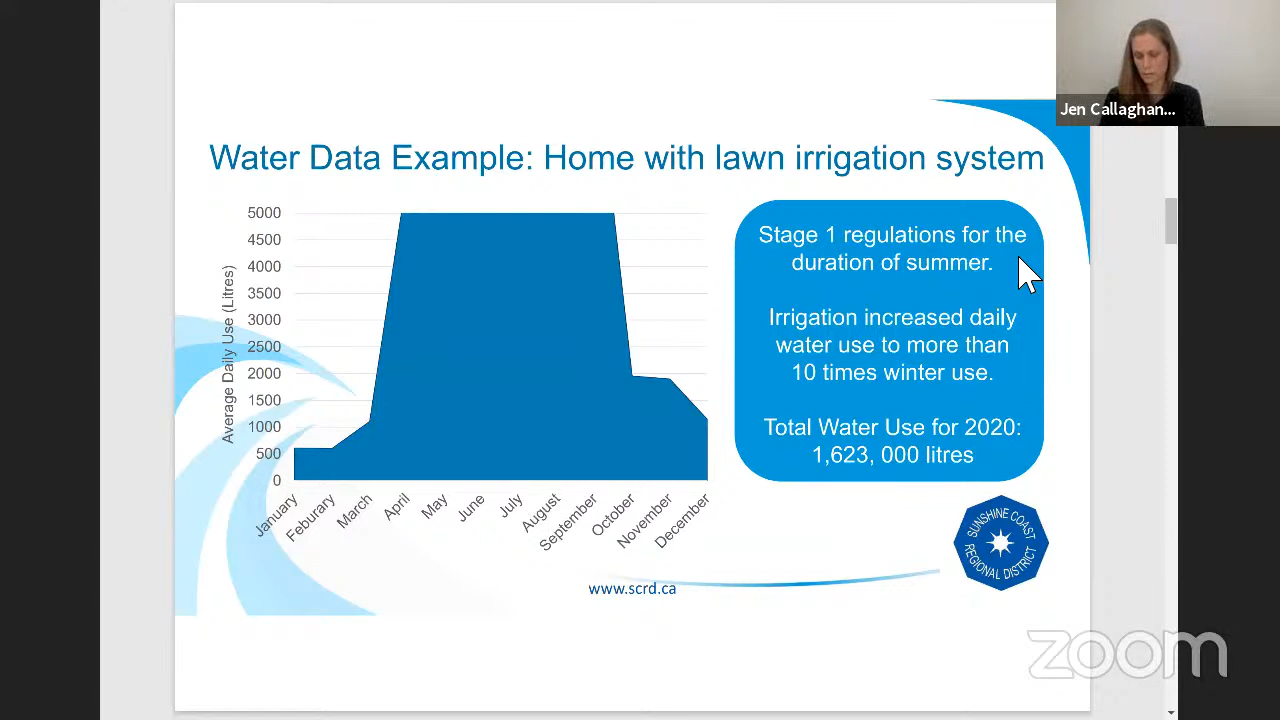 Jen Callaghan...
Water Data Example: Home with lawn irrigation system
Average Daily Use (Litres)
5000
4500
4000
3500
3000
2500
2000
1500
1000
500
0
January
Feburary
March
April
May
June
July
August
September
October
November
December
Stage 1 regulations for the
duration of summer.
Irrigation increased daily
water use to more than
10 times winter use.
Total Water Use for 2020:
1,623, 000 litres
SUNSHINE COAST
REGIONAL DISTRICT
www.scrd.ca
zoom